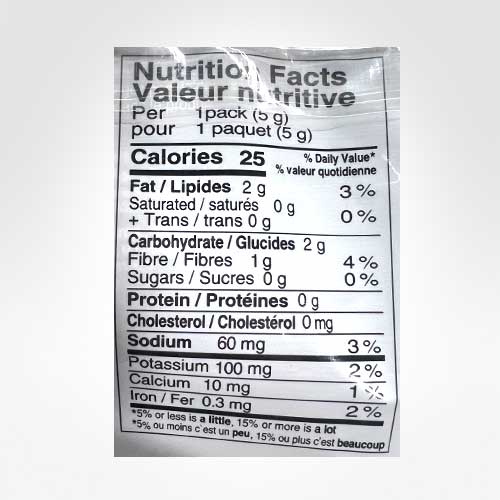 Nutrition Facts
Valeur nutritive
Per 1pack (5 g)
pour 1 paquet (5 g)
Calories 25
% Daily Value*
% valeur quotidienne
Fat / Lipides 2 g 3 %
Saturated / saturés 0 g
+ Trans / trans 0 g 0 %
Carbohydrate / Glucides 2 g
Fibre / Fibres 1 g 4 %
Sugars / Sucres 0 g 0 %
Protein / Protéines 0 g
Cholesterol / Cholestérol 0 mg
Sodium 60 mg 3 %
Potassium 100 mg 2 %
Calcium 10 mg 1 %
Iron / Fer 0.3 mg 2 %
*5% or less is a little, 15% or more is a lot
*5% ou moins c'est un peu, 15% ou plus c'est beaucoup